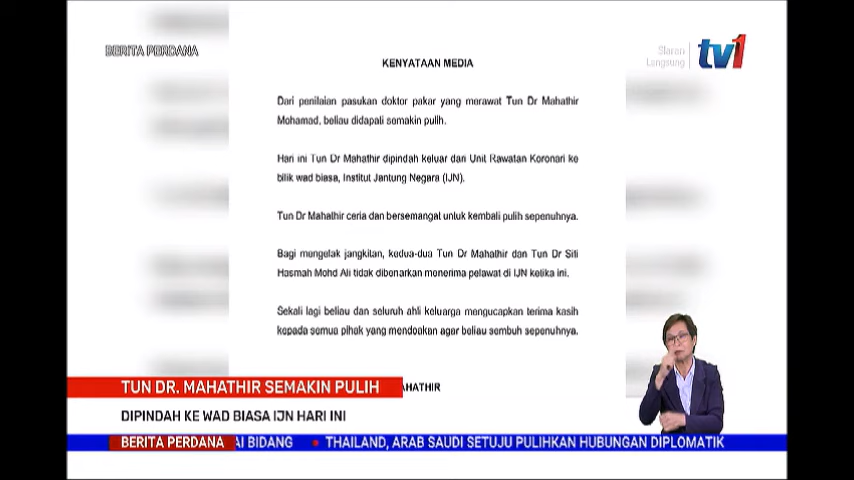 BERITA PERDANA
Siaran
Langsung
tv1
KENYATAAN MEDIA
Dari penilaian pasukan doktor pakar yang merawat Tun Dr Mahathir
Mohamad, beliau didapati semakin pulih.
Hari ini Tun Dr Mahathir dipindah keluar dari Unit Rawatan Koronari ke
bilik wad biasa, Institut Jantung Negara (IJN).
Tun Dr Mahathir ceria dan bersemangat untuk kembali pulih sepenuhnya.
Bagi mengelak jangkitan, kedua-dua Tun Dr Mahathir dan Tun Dr Siti
Hasmah Mohd Ali tidak dibenarkan menerima pelawat di IJN ketika ini.
Sekali lagi beliau dan seluruh ahli keluarga mengucapkan terima kasih
kepada semua pihak yang mendoakan agar beliau sembuh sepenuhnya.
AHATHIR
TUN DR. MAHATHIR SEMAKIN PULIH
DIPINDAH KE WAD BIASA IJN HARI INI
BERITA PERDANA AI BIDANG • THAILAND, ARAB SAUDI SETUJU PULIHKAN HUBUNGAN DIPLOMATIK